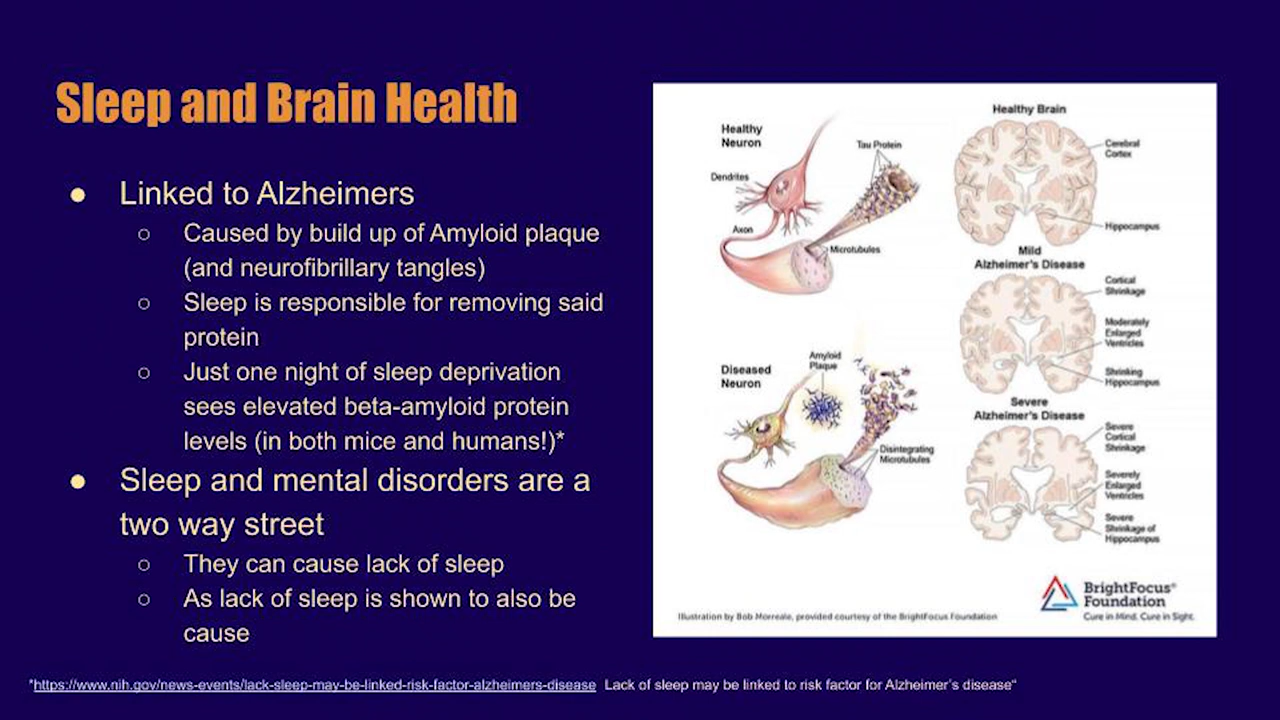 Sleep and Brain Health
● Linked to Alzheimers
○ Caused by build up of Amyloid plaque
(and neurofibrillary tangles)
○ Sleep is responsible for removing said
protein
○ Just one night of sleep deprivation
sees elevated beta-amyloid protein
levels (in both mice and humans!)*
● Sleep and mental disorders are a
two way street
○ They can cause lack of sleep
○ As lack of sleep is shown to also be
cause
Healthy
Neuron
Tau Protein
Dendrites
Axon
Microtubules
Diseased
Neuron
Amyloid
Plaque
Disintegrating
Microtubules
Healthy Brain
Cerebral
Cortex
Hippocampus
Mild
Alzheimer's Disease
Cortical
Shrinkage
Moderately
Enlarged
Ventricles
Shrinking
Hippocampus
Severe
Alzheimer's Disease
Severe
Cortical
Shrinkage
Severely
Enlarged
Ventricles
Severe
Shrinkage of
Hippocampus
BrightFocus®
Foundation
Cure in Mind. Cure in Sight.
Illustration by Bob Morreale, provided courtesy of the BrightFocus Foundation
*https://www.nih.gov/news-events/lack-sleep-may-be-linked-risk-factor-alzheimers-disease Lack of sleep may be linked to risk factor for Alzheimer's disease“